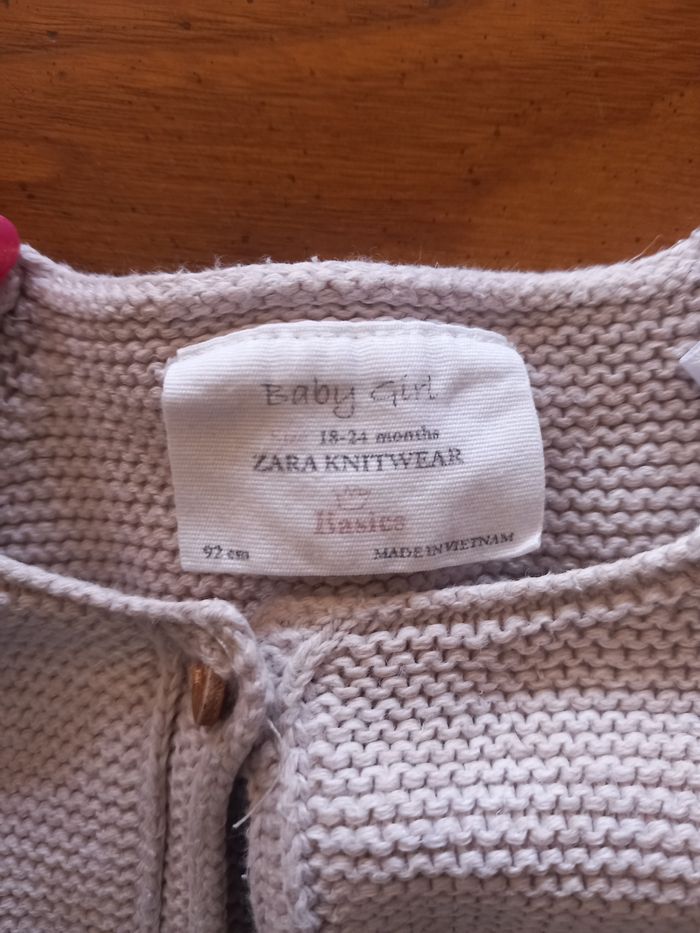 Baby Girl
18-24 months
ZARA KNITWEAR
Basics
92 cm
MADE IN VIETNAM